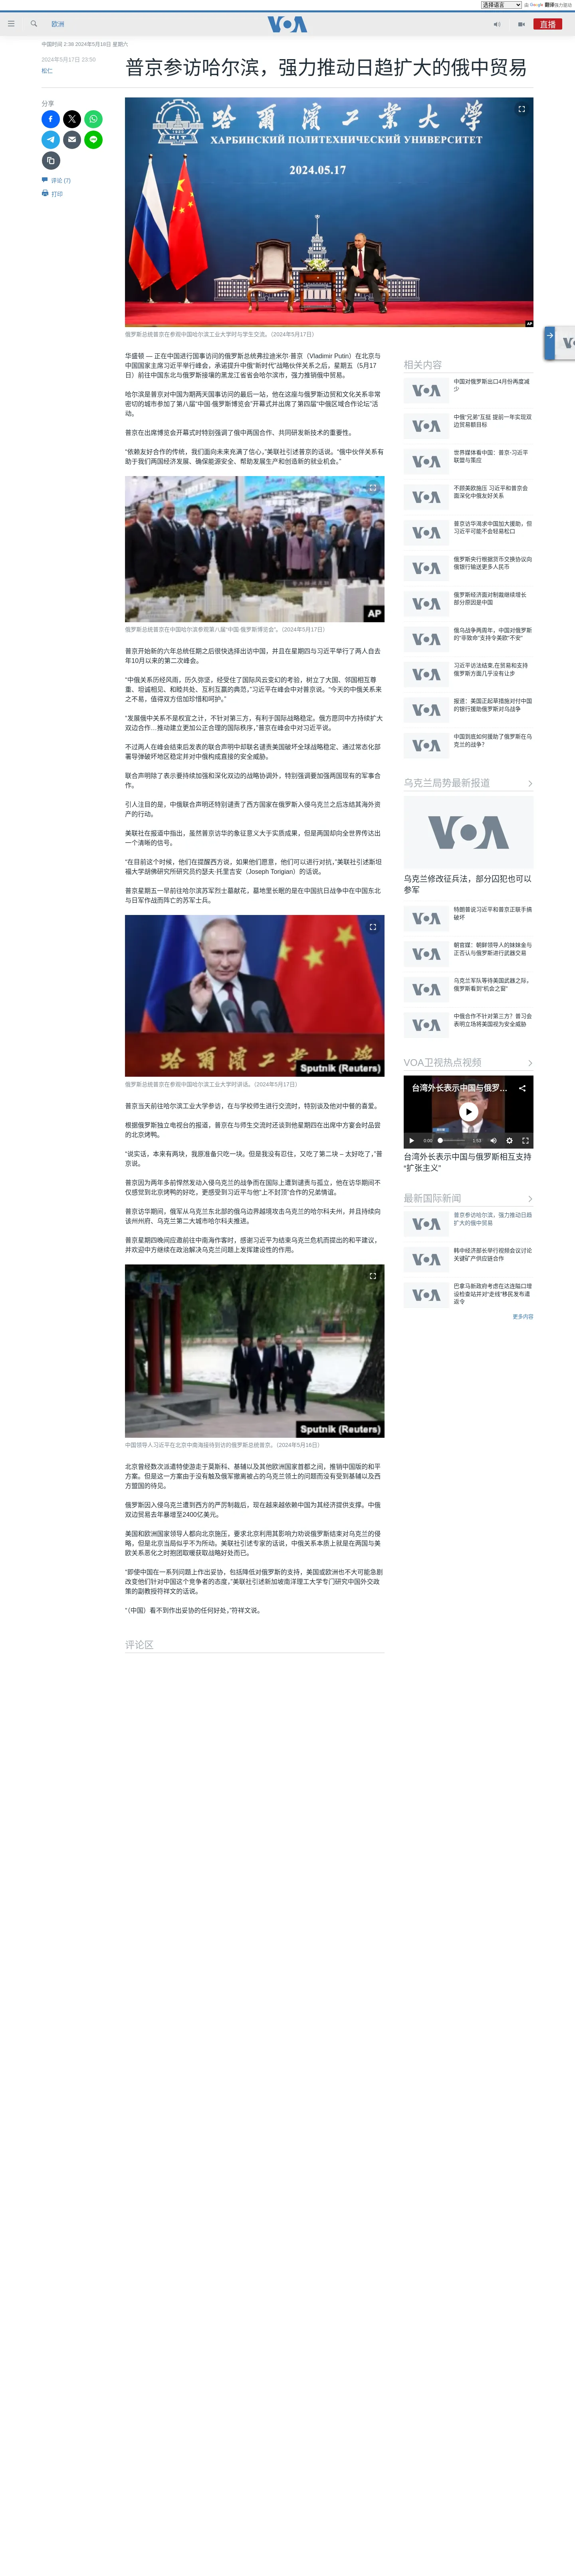 选择语言 由 Google 翻译强力驱动
欧洲
VOA
直播
中国时间 2:38 2024年5月18日 星期六
2024年5月17日 23:50
松仁
普京参访哈尔滨，强力推动日趋扩大的俄中贸易
分享
评论 (7)
打印
哈爾濱工業大學
ХАРБИНСКИЙ ПОЛИТЕХНИЧЕСКИЙ УНИВЕРСИТЕТ
HIT
2024.05.17
AP
俄罗斯总统普京在参观中国哈尔滨工业大学时与学生交流。（2024年5月17日）
华盛顿 — 正在中国进行国事访问的俄罗斯总统弗拉迪米尔·普京（Vladimir Putin）在北京与
中国国家主席习近平举行峰会，承诺提升中俄“新时代”战略伙伴关系之后，星期五（5月17
日）前往中国东北与俄罗斯接壤的黑龙江省省会哈尔滨市，强力推销俄中贸易。
哈尔滨是普京对中国为期两天国事访问的最后一站，他在这座与俄罗斯边贸和文化关系非常
密切的城市参加了第八届“中国-俄罗斯博览会”开幕式并出席了第四届“中俄区域合作论坛”活
动。
普京在出席博览会开幕式时特别强调了俄中两国合作、共同研发新技术的重要性。
“依赖友好合作的传统，我们面向未来充满了信心，”美联社引述普京的话说。“俄中伙伴关系有
助于我们两国经济发展、确保能源安全、帮助发展生产和创造新的就业机会。”
AP
俄罗斯总统普京在中国哈尔滨参观第八届“中国-俄罗斯博览会”。（2024年5月17日）
普京开始新的六年总统任期之后很快选择出访中国，并且在星期四与习近平举行了两人自去
年10月以来的第二次峰会。
“中俄关系历经风雨，历久弥坚，经受住了国际风云变幻的考验，树立了大国、邻国相互尊
重、坦诚相见、和睦共处、互利互赢的典范，”习近平在峰会中对普京说。“今天的中俄关系来
之不易，值得双方倍加珍惜和呵护。”
“发展俄中关系不是权宜之计，不针对第三方，有利于国际战略稳定。俄方愿同中方持续扩大
双边合作…推动建立更加公正合理的国际秩序，”普京在峰会中对习近平说。
不过两人在峰会结束后发表的联合声明中却联名谴责美国破坏全球战略稳定、通过常态化部
署导弹破坏地区稳定并对中俄构成直接的安全威胁。
联合声明除了表示要持续加强和深化双边的战略协调外，特别强调要加强两国现有的军事合
作。
引人注目的是，中俄联合声明还特别谴责了西方国家在俄罗斯入侵乌克兰之后冻结其海外资
产的行动。
美联社在报道中指出，虽然普京访华的象征意义大于实质成果，但是两国却向全世界传达出
一个清晰的信号。
“在目前这个时候，他们在提醒西方说，如果他们愿意，他们可以进行对抗，”美联社引述斯坦
福大学胡佛研究所研究员约瑟夫·托里吉安（Joseph Torigian）的话说。
普京星期五一早前往哈尔滨苏军烈士墓献花，墓地里长眠的是在中国抗日战争中在中国东北
与日军作战而阵亡的苏军士兵。
哈爾濱工業大學
Sputnik (Reuters)
俄罗斯总统普京在参观中国哈尔滨工业大学时讲话。（2024年5月17日）
普京当天前往哈尔滨工业大学参访，在与学校师生进行交流时，特别谈及他对中餐的喜爱。
根据俄罗斯独立电视台的报道，普京在与师生交流时还谈到他星期四在出席中方宴会时品尝
的北京烤鸭。
“说实话，本来有两块，我原准备只吃一块。但是我没有忍住，又吃了第二块 -- 太好吃了，”普
京说。
普京因为两年多前悍然发动入侵乌克兰的战争而在国际上遭到谴责与孤立，他在访华期间不
仅感觉到北京烤鸭的好吃，更感受到习近平与他“上不封顶”合作的兄弟情谊。
普京访华期间，俄军从乌克兰东北部的俄乌边界越境攻击乌克兰的哈尔科夫州，并且持续向
该州州府、乌克兰第二大城市哈尔科夫推进。
普京星期四晚间应邀前往中南海作客时，感谢习近平为结束乌克兰危机而提出的和平建议，
并欢迎中方继续在政治解决乌克兰问题上发挥建设性的作用。
Sputnik (Reuters)
中国领导人习近平在北京中南海接待到访的俄罗斯总统普京。（2024年5月16日）
北京曾经数次派遣特使游走于莫斯科、基辅以及其他欧洲国家首都之间，推销中国版的和平
方案。但是这一方案由于没有触及俄军撤离被占的乌克兰领土的问题而没有受到基辅以及西
方盟国的待见。
俄罗斯因入侵乌克兰遭到西方的严厉制裁后，现在越来越依赖中国为其经济提供支撑。中俄
双边贸易去年暴增至2400亿美元。
美国和欧洲国家领导人都向北京施压，要求北京利用其影响力劝说俄罗斯结束对乌克兰的侵
略，但是北京当局似乎不为所动。美联社引述专家的话说，中俄关系本质上就是在两国与美
欧关系恶化之时抱团取暖获取战略好处而已。
“即使中国在一系列问题上作出妥协，包括降低对俄罗斯的支持，美国或欧洲也不大可能急剧
改变他们针对中国这个竞争者的态度，”美联社引述新加坡南洋理工大学专门研究中国外交政
策的副教授符祥文的话说。
“（中国）看不到作出妥协的任何好处，”符祥文说。
评论区
相关内容
中国对俄罗斯出口4月份再度减
少
中俄“兄弟”互挺 提前一年实现双
边贸易额目标
世界媒体看中国：普京-习近平
联盟与策应
不顾美欧施压 习近平和普京会
面深化中俄友好关系
普京访华渴求中国加大援助，但
习近平可能不会轻易松口
俄罗斯央行根据货币交换协议向
俄银行输送更多人民币
俄罗斯经济面对制裁继续增长
部分原因是中国
俄乌战争两周年，中国对俄罗斯
的“非致命”支持令美欧“不安”
习近平访法结束,在贸易和支持
俄罗斯方面几乎没有让步
报道：美国正起草措施对付中国
的银行援助俄罗斯对乌战争
中国到底如何援助了俄罗斯在乌
克兰的战争?
乌克兰局势最新报道
VOA
乌克兰修改征兵法，部分囚犯也可以
参军
特朗普说习近平和普京正联手搞
破坏
朝官媒：朝鲜领导人的妹妹金与
正否认与俄罗斯进行武器交易
乌克兰军队等待美国武器之际，
俄罗斯看到“机会之窗”
中俄合作不针对第三方？普习会
表明立场将美国视为安全威胁
VOA卫视热点视频
台湾外长表示中国与俄罗...
0:00 1:53
台湾外长表示中国与俄罗斯相互支持
“扩张主义”
最新国际新闻
普京参访哈尔滨，强力推动日趋
扩大的俄中贸易
韩中经济部长举行视频会议讨论
关键矿产供应链合作
巴拿马新政府考虑在达连隘口增
设检查站并对“走线”移民发布遣
返令
更多内容